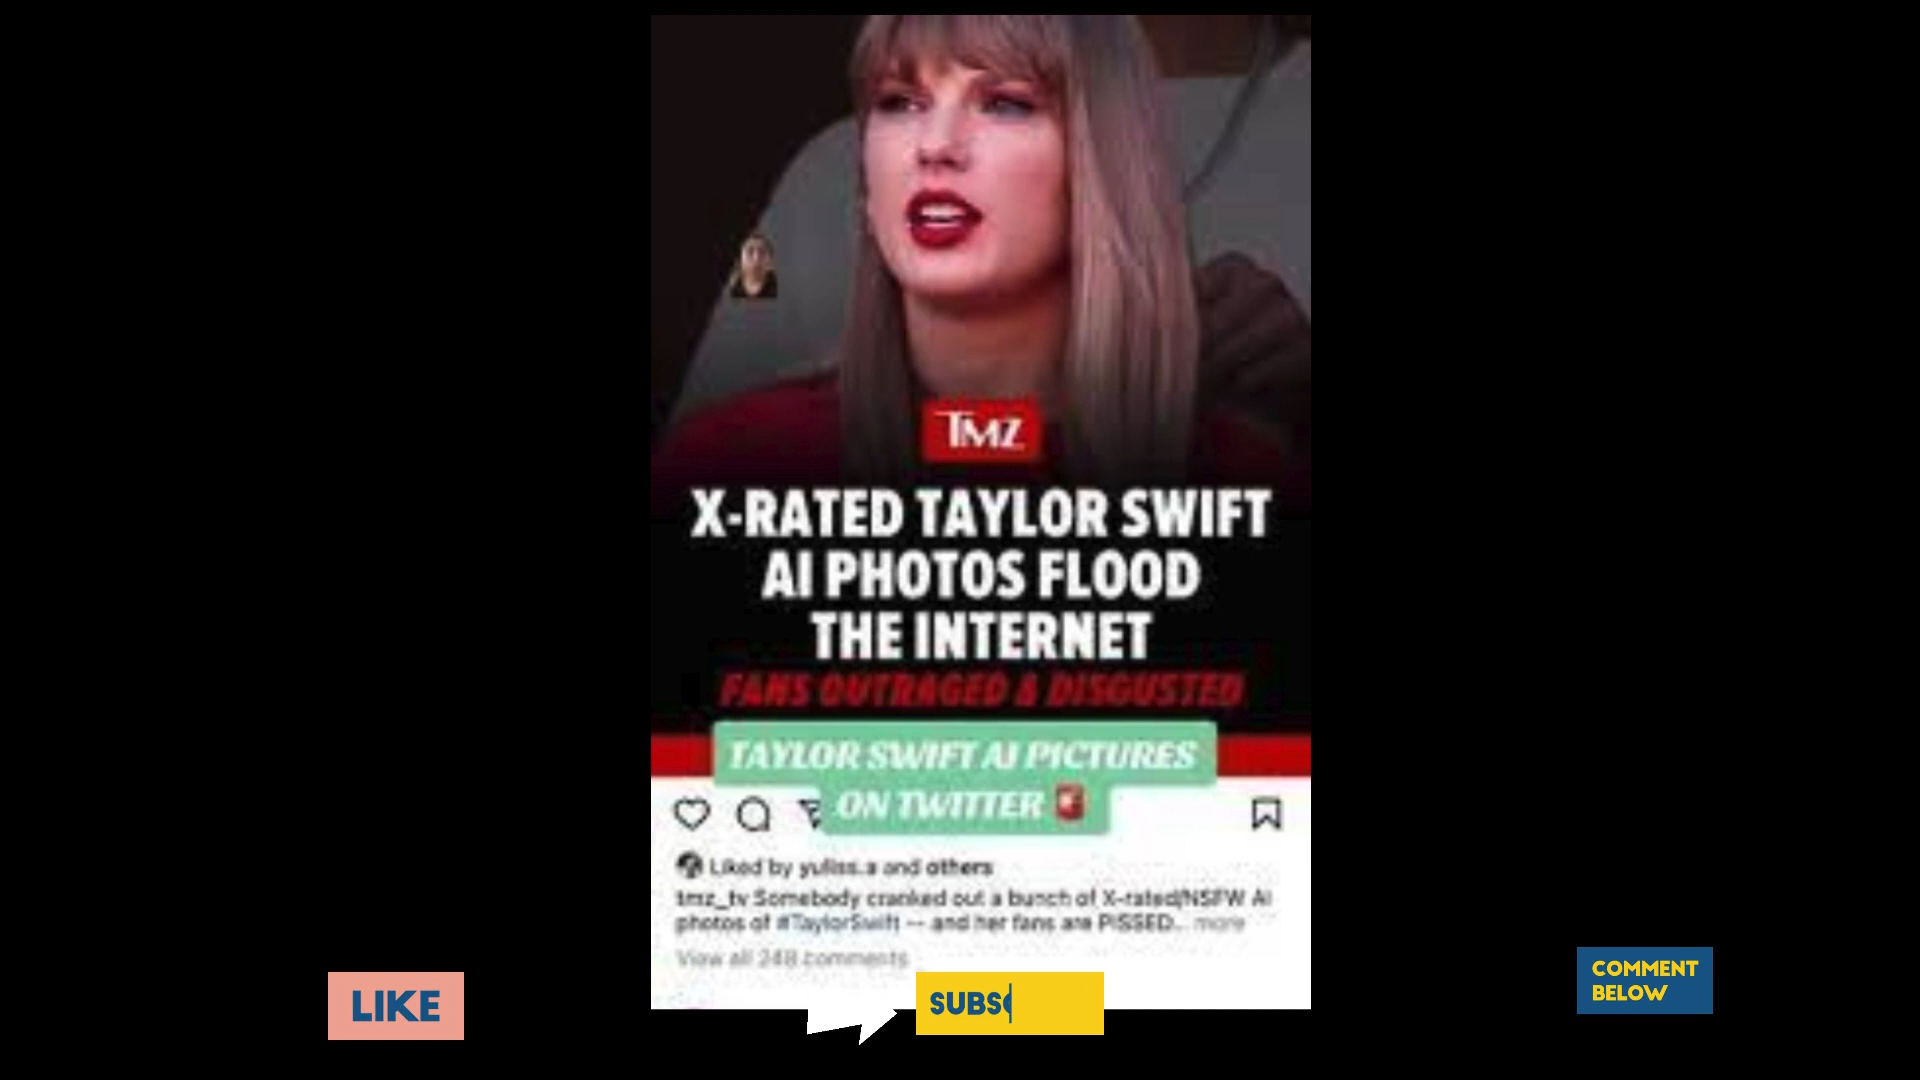 TMZ
X-RATED TAYLOR SWIFT
AI PHOTOS FLOOD
THE INTERNET
FANS OUTRAGED & DISGUSTED
TAYLOR SWIFT AI PICTURES
ON TWITTER
Liked by yuliss.a and others
tmz_tv Somebody cranked out a bunch of X-rated/NSFW AI
photos of #TaylorSwift -- and her fans are PISSED... more
View all 248 comments
LIKE
SUBSC
COMMENT
BELOW